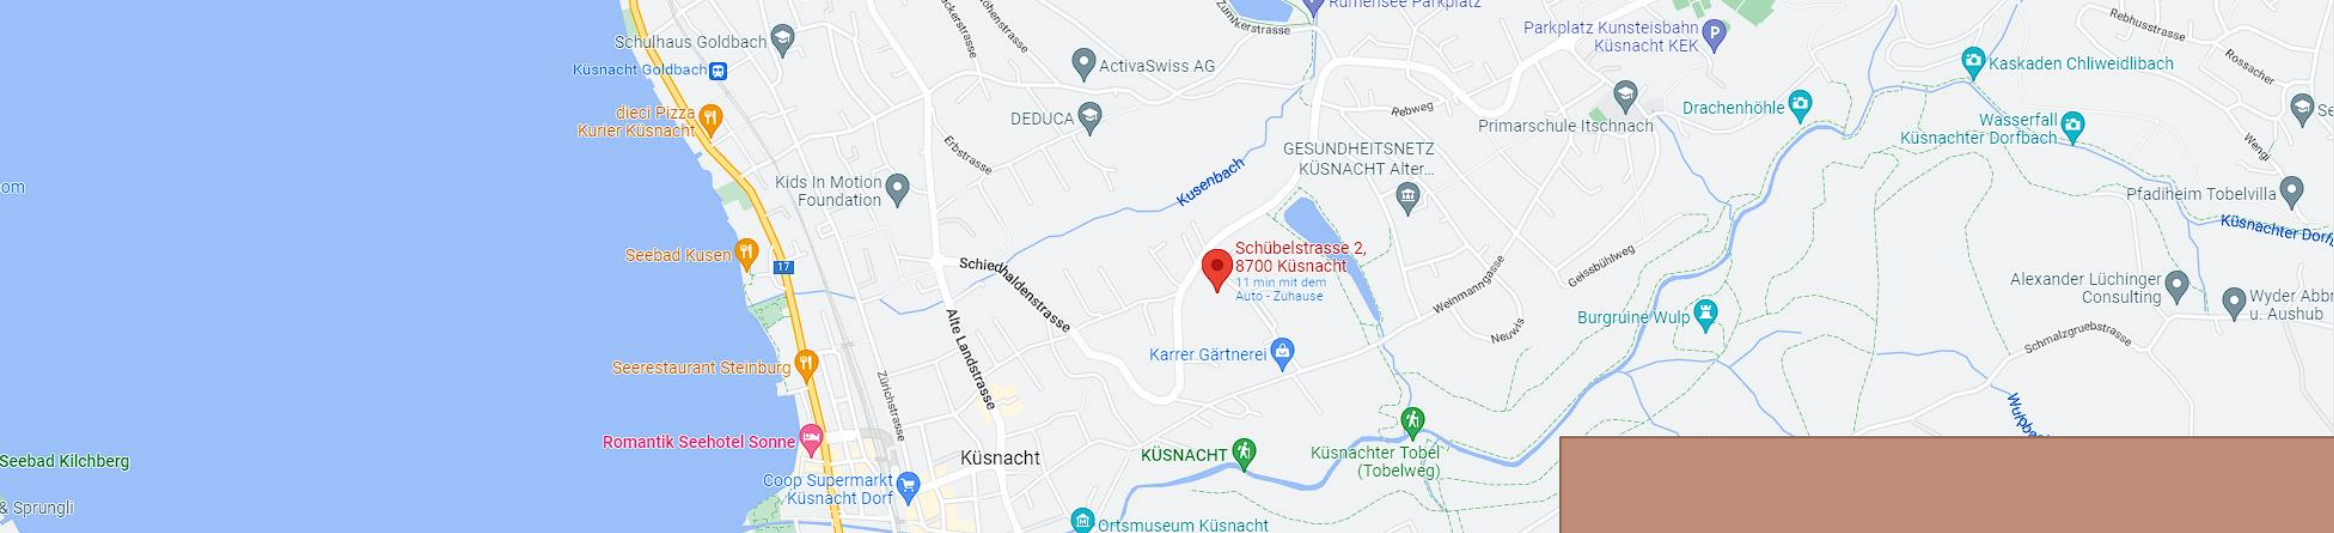 Rumensee Parkplatz
Zumikerstrasse
Parkplatz Kunsteisbahn
Küsnacht KEK
Rebhusstrasse
Rossacher
Schulhaus Goldbach
Küsnacht Goldbach
ActivaSwiss AG
Kaskaden Chliweidlibach
dieci Pizza
Kurier Küsnacht
DEDUCA
Rebweg
Primarschule Itschnach
Drachenhöhle
Wasserfall
Küsnachter Dorfbach
Wengi
Erbstrasse
GESUNDHEITSNETZ
KÜSNACHT Alter...
Kusenbach
Kids In Motion
Foundation
om
Pfadiheim Tobelvilla
Küsnachter Dorf
Seebad Kusen
17
Schiedhaldenstrasse
Schübelstrasse 2,
8700 Küsnacht
11 min mit dem
Auto - Zuhause
Weinmanngasse
Geissbühlweg
Alexander Lüchinger
Consulting
Wyder Abbr
u. Aushub
Burgruine Wulp
Neuwis
Schmalzgruebstrasse
Alte Landstrasse
Karrer Gärtnerei
Seerestaurant Steinburg
Zürichstrasse
Romantik Seehotel Sonne
Küsnacht
KÜSNACHT
Küsnachter Tobel
(Tobelweg)
Seebad Kilchberg
Coop Supermarkt
Küsnacht Dorf
& Sprungli
Ortsmuseum Küsnacht